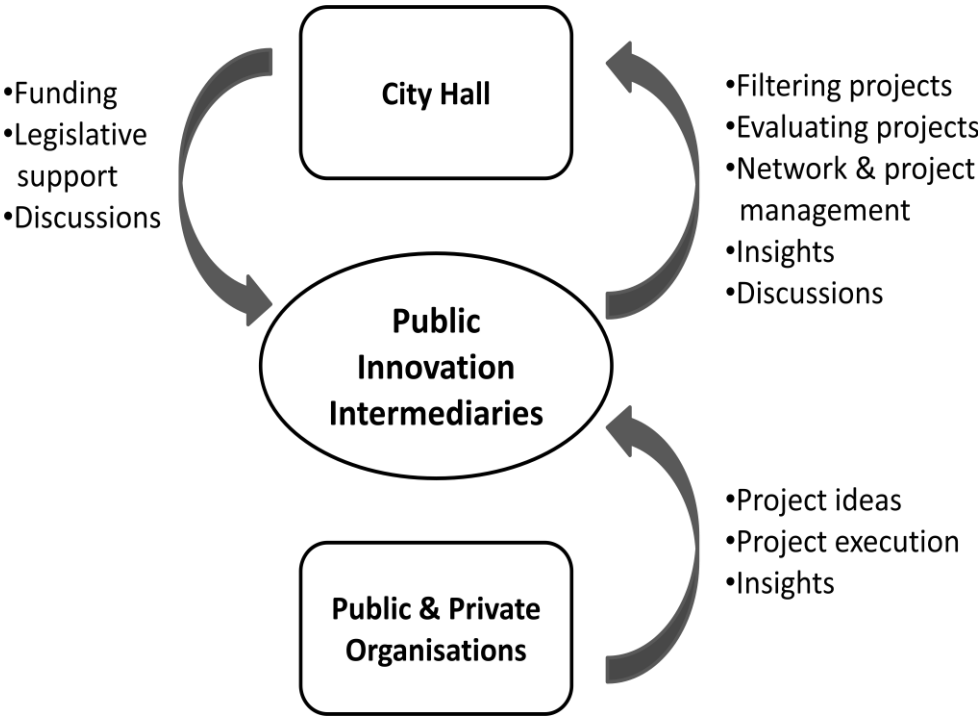 City Hall
•Funding
•Legislative
support
•Discussions
•Filtering projects
•Evaluating projects
•Network & project
management
•Insights
•Discussions
Public
Innovation
Intermediaries
•Project ideas
•Project execution
•Insights
Public & Private
Organisations